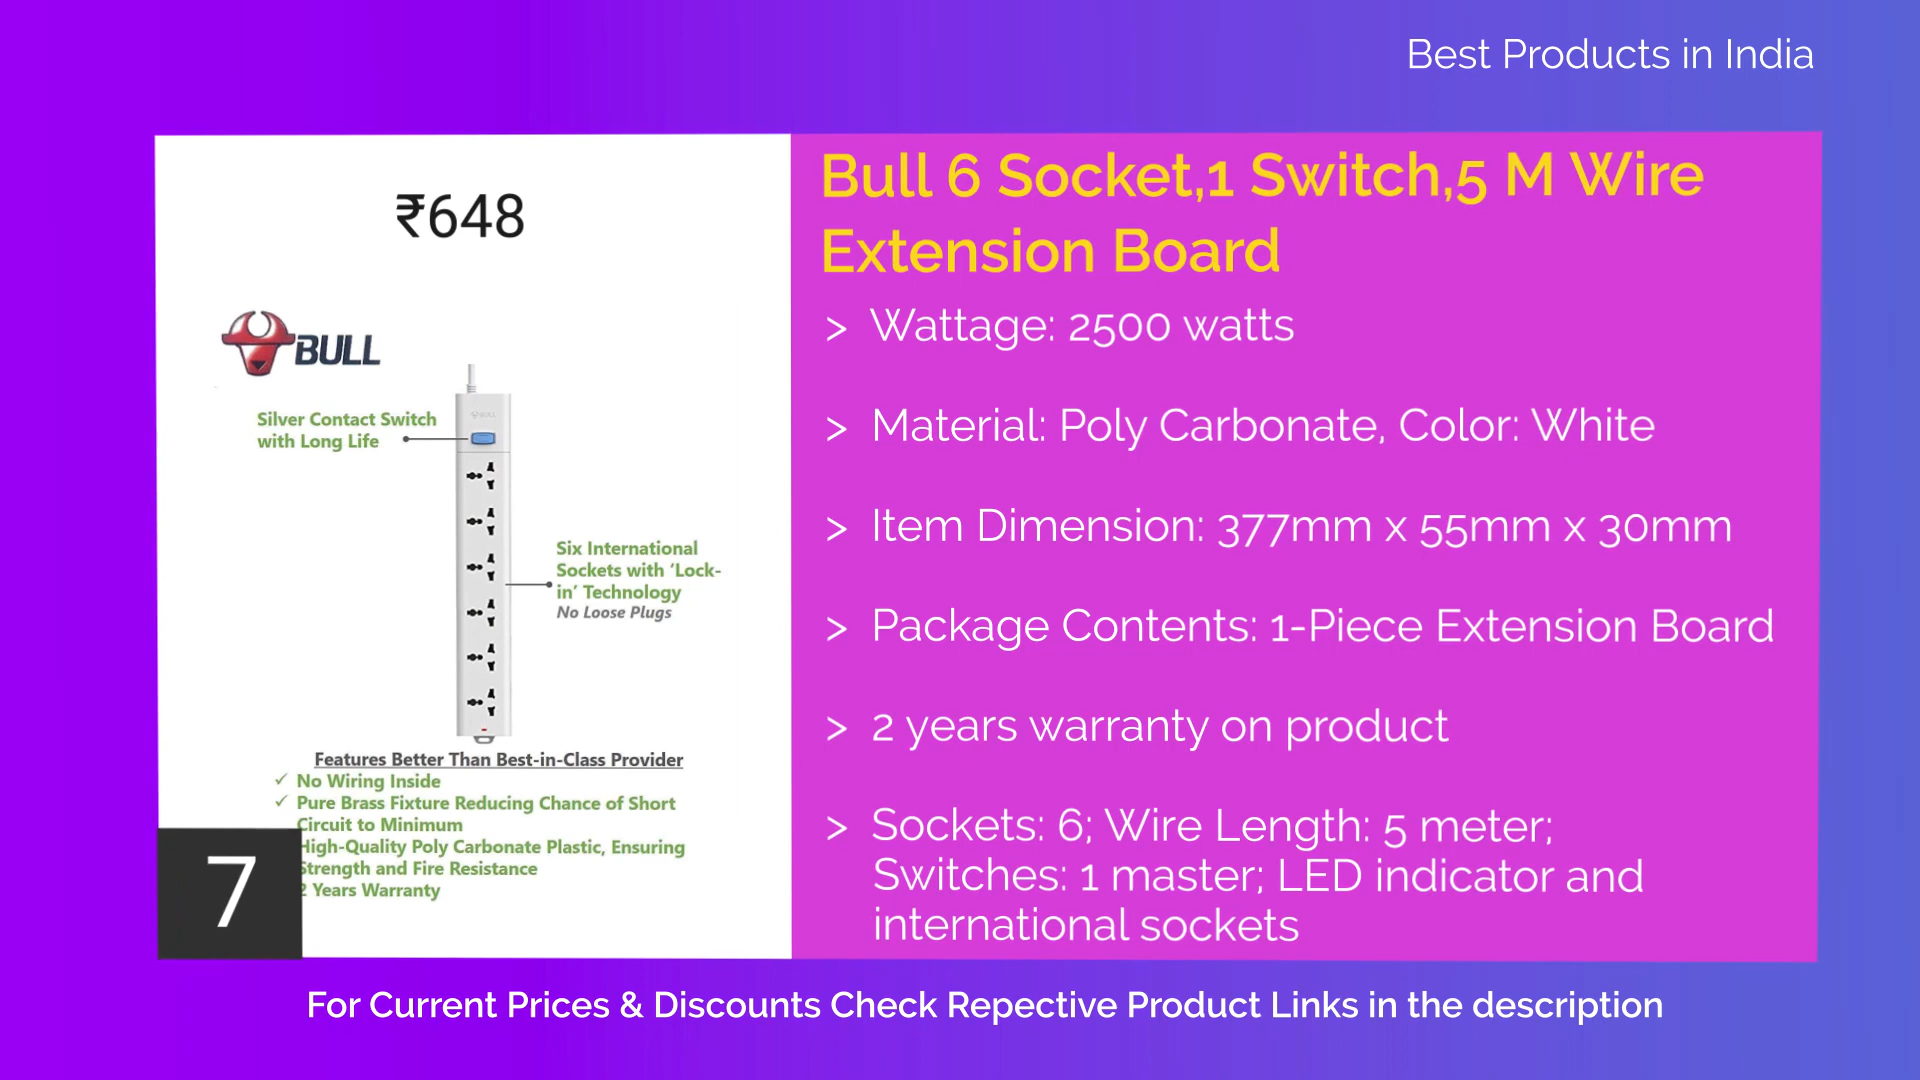 Best Products in India
₹648
BULL
Silver Contact Switch
with Long Life
Six International
Sockets with ‘Lock-
in’ Technology
No Loose Plugs
Features Better Than Best-in-Class Provider
✓ No Wiring Inside
✓ Pure Brass Fixture Reducing Chance of Short
Circuit to Minimum
High-Quality Poly Carbonate Plastic, Ensuring
Strength and Fire Resistance
2 Years Warranty
7
Bull 6 Socket,1 Switch,5 M Wire
Extension Board
> Wattage: 2500 watts
> Material: Poly Carbonate, Color: White
> Item Dimension: 377mm x 55mm x 30mm
> Package Contents: 1-Piece Extension Board
> 2 years warranty on product
> Sockets: 6; Wire Length: 5 meter;
Switches: 1 master; LED indicator and
international sockets
For Current Prices & Discounts Check Repective Product Links in the description